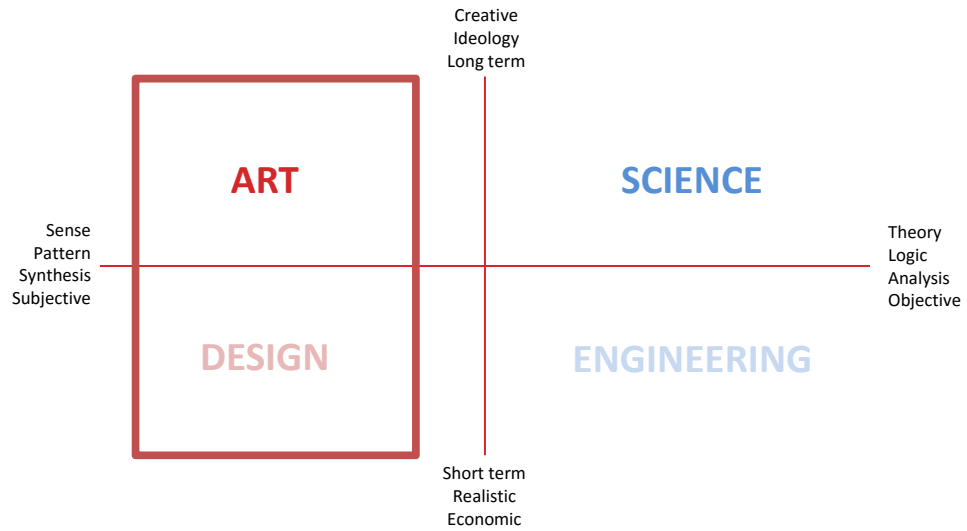 Creative
Ideology
Long term
ART
SCIENCE
Sense
Pattern
Synthesis
Subjective
Theory
Logic
Analysis
Objective
DESIGN
ENGINEERING
Short term
Realistic
Economic